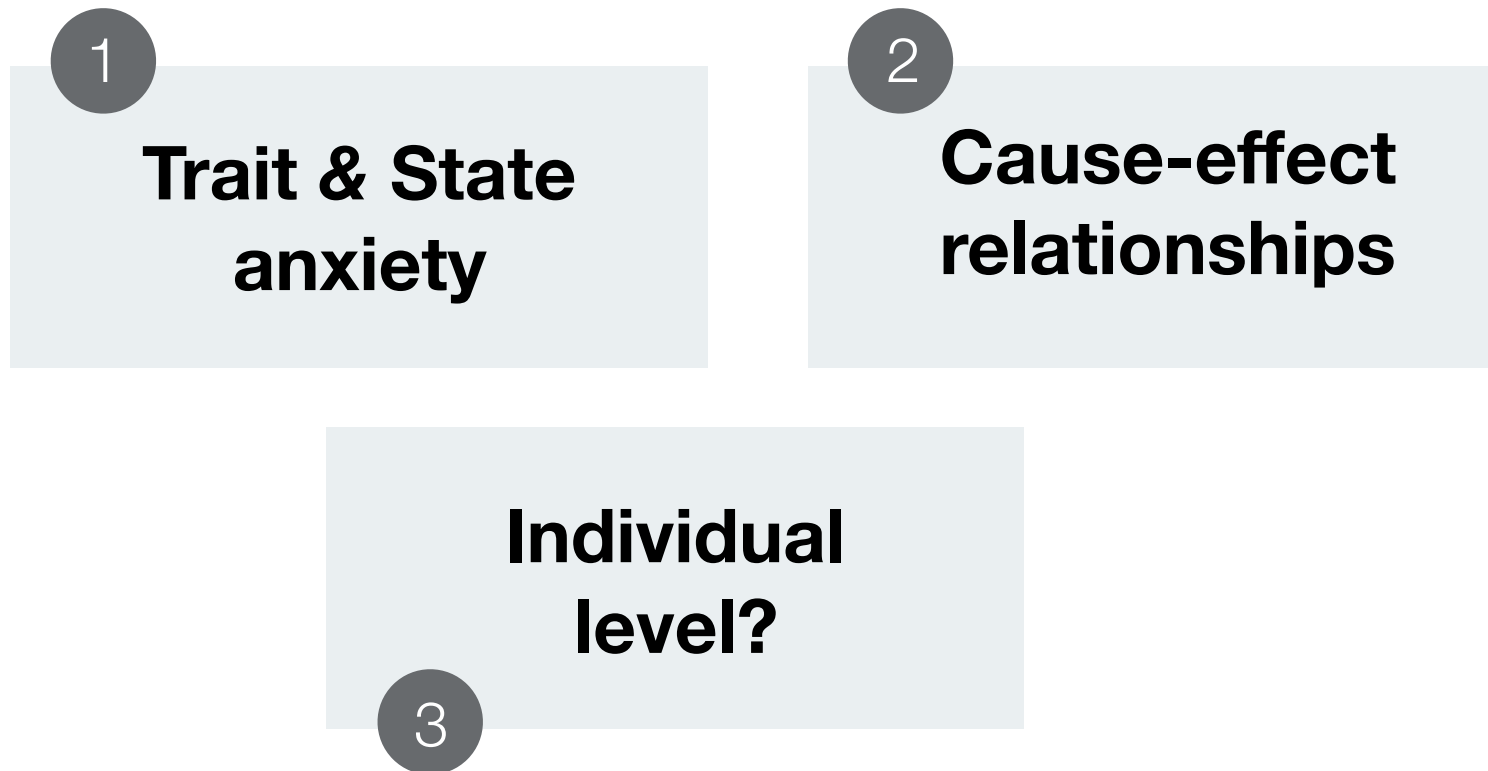 1
Trait & State
anxiety
2
Cause-effect
relationships
Individual
level?
3